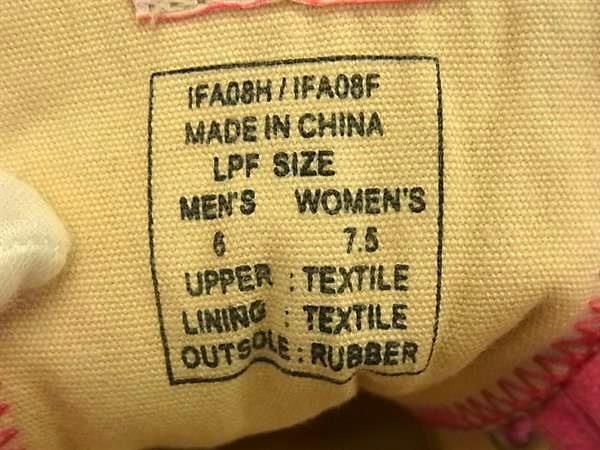 IFA08H / IFA08F
MADE IN CHINA
LPF SIZE
MEN'S WOMEN'S
6 7.5
UPPER : TEXTILE
LINING : TEXTILE
OUTSOLE : RUBBER